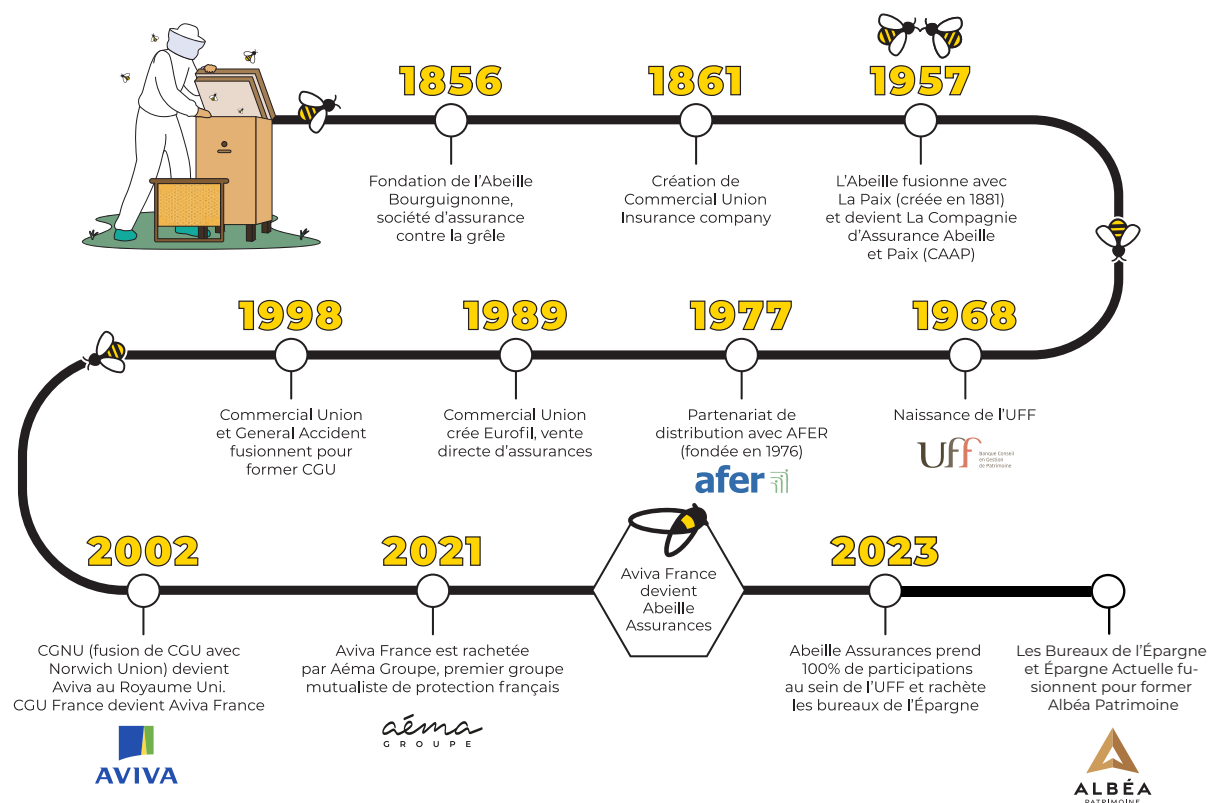 1856
Fondation de l'Abeille
Bourguignonne,
société d'assurance
contre la grêle
1861
Création de
Commercial Union
Insurance company
1957
L'Abeille fusionne avec
La Paix (créée en 1881)
et devient La Compagnie
d'Assurance Abeille
et Paix (CAAP)
1968
Naissance de l'UFF
Uff
Banque Conseil
en Gestion
de Patrimoine
1977
Partenariat de
distribution avec AFER
(fondée en 1976)
afer
1989
Commercial Union
crée Eurofil, vente
directe d'assurances
1998
Commercial Union
et General Accident
fusionnent pour
former CGU
2002
CGNU (fusion de CGU avec
Norwich Union) devient
Aviva au Royaume Uni.
CGU France devient Aviva France
AVIVA
2021
Aviva France est rachetée
par Aéma Groupe, premier groupe
mutualiste de protection français
aéma
GROUPE
Aviva France
devient
Abeille
Assurances
2023
Abeille Assurances prend
100% de participations
au sein de l'UFF et rachète
les bureaux de l'Épargne
Les Bureaux de l'Épargne
et Épargne Actuelle fu-
sionnent pour former
Albéa Patrimoine
ALBÉA
PATRIMOINE